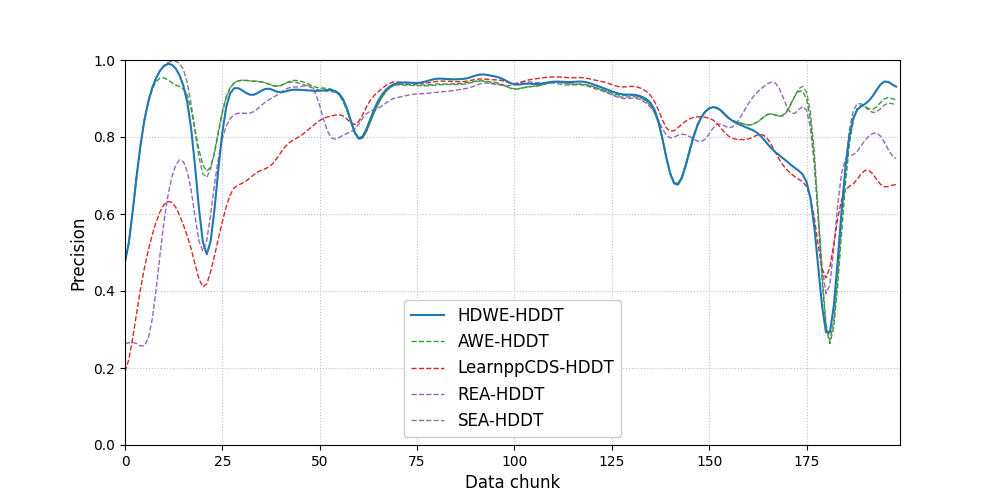 1.0
0.8
0.6
0.4
0.2
0.0
Precision
HDWE-HDDT
AWE-HDDT
LearnppCDS-HDDT
REA-HDDT
SEA-HDDT
0 25 50 75 100 125 150 175
Data chunk